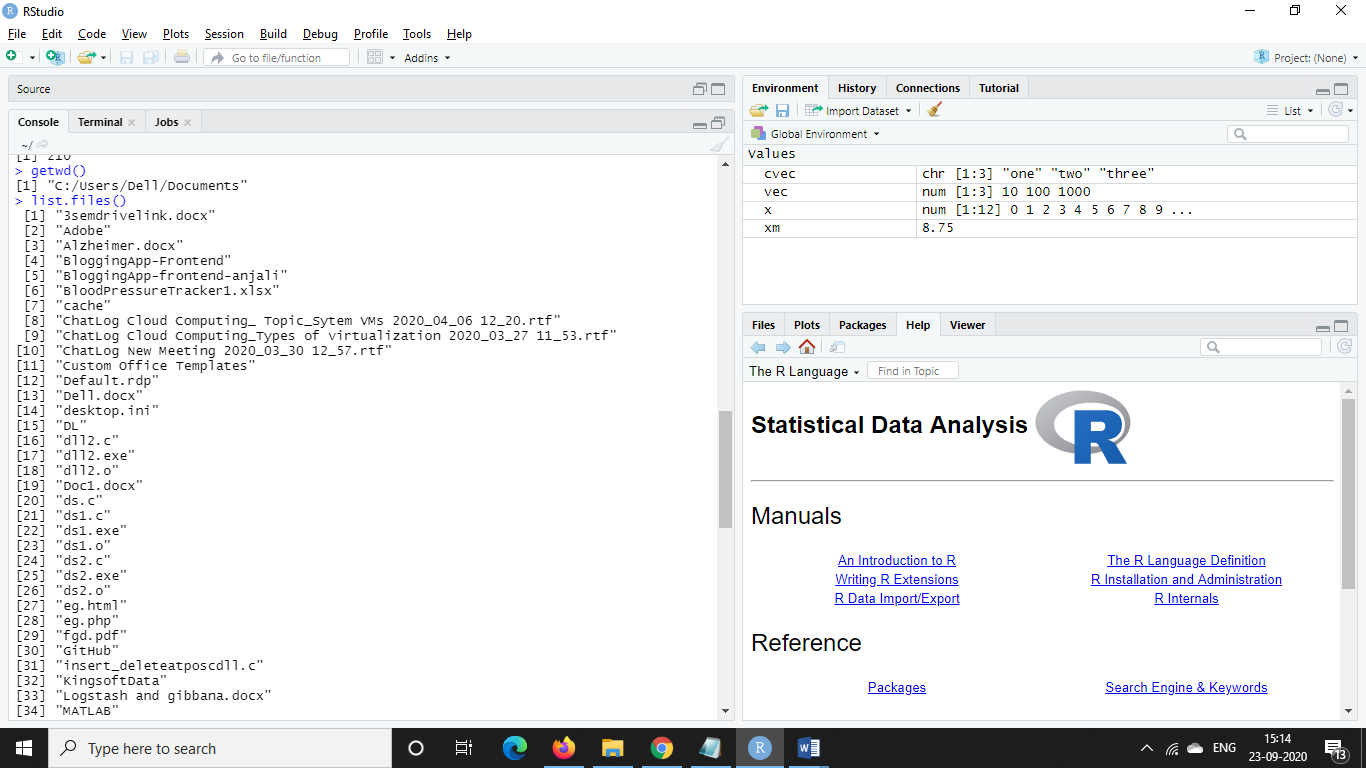 RStudio
File Edit Code View Plots Session Build Debug Profile Tools Help
Go to file/function Addins Project: (None)
Source
Console Terminal Jobs
~/
[1] 210
> getwd()
[1] "C:/Users/Dell/Documents"
> list.files()
[1] "3semdrivelink.docx"
[2] "Adobe"
[3] "Alzheimer.docx"
[4] "BloggingApp-Frontend"
[5] "BloggingApp-frontend-anjali"
[6] "BloodPressureTracker1.xlsx"
[7] "cache"
[8] "ChatLog Cloud Computing_ Topic_Sytem VMs 2020_04_06 12_20.rtf"
[9] "ChatLog Cloud Computing_Types of virtualization 2020_03_27 11_53.rtf"
[10] "ChatLog New Meeting 2020_03_30 12_57.rtf"
[11] "Custom Office Templates"
[12] "Default.rdp"
[13] "Dell.docx"
[14] "desktop.ini"
[15] "DL"
[16] "dll2.c"
[17] "dll2.exe"
[18] "dll2.o"
[19] "Doc1.docx"
[20] "ds.c"
[21] "ds1.c"
[22] "ds1.exe"
[23] "ds1.o"
[24] "ds2.c"
[25] "ds2.exe"
[26] "ds2.o"
[27] "eg.html"
[28] "eg.php"
[29] "fgd.pdf"
[30] "GitHub"
[31] "insert_deleteatposcdll.c"
[32] "KingsoftData"
[33] "Logstash and gibbana.docx"
[34] "MATLAB"
Environment History Connections Tutorial
Import Dataset List
Global Environment
Values
cvec chr [1:3] "one" "two" "three"
vec num [1:3] 10 100 1000
x num [1:12] 0 1 2 3 4 5 6 7 8 9 ...
xm 8.75
Files Plots Packages Help Viewer
The R Language Find in Topic
Statistical Data Analysis R
Manuals
An Introduction to R The R Language Definition
Writing R Extensions R Installation and Administration
R Data Import/Export R Internals
Reference
Packages Search Engine & Keywords
Type here to search
ENG
15:14
23-09-2020
13